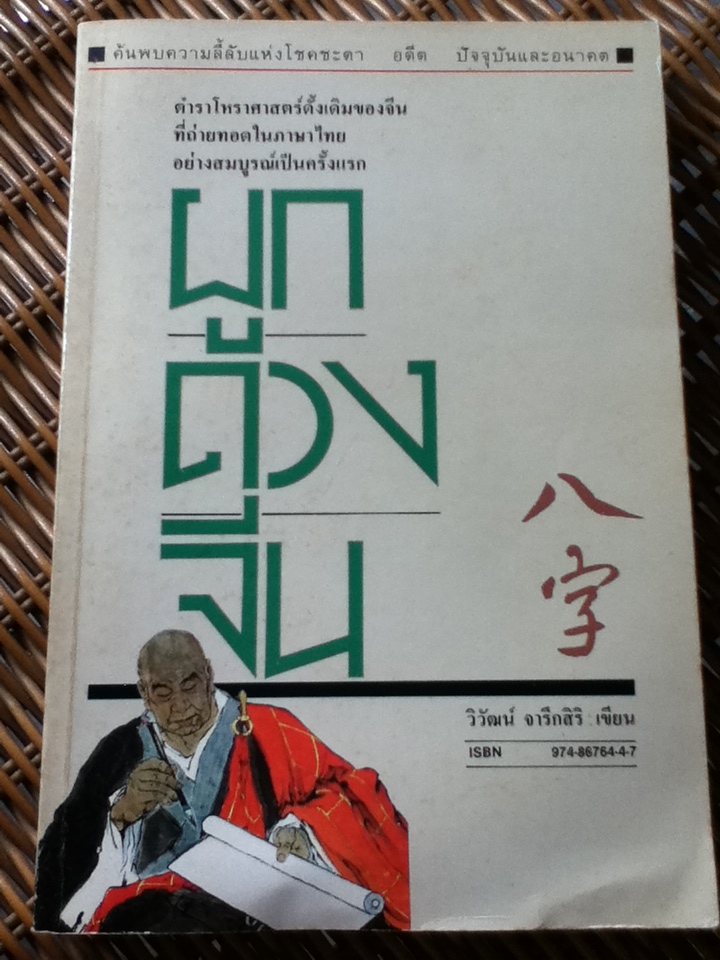 ค้นพบความลี้ลับแห่งโชคชะตา อดีต ปัจจุบันและอนาคต
ตำราโหราศาสตร์ดั้งเดิมของจีน
ที่ถ่ายทอดในภาษาไทย
อย่างสมบูรณ์เป็นครั้งแรก
ผูก
ดวง
จีน
八
字
วิวัฒน์ จารึกสิริ : เขียน
ISBN 974-86764-4-7